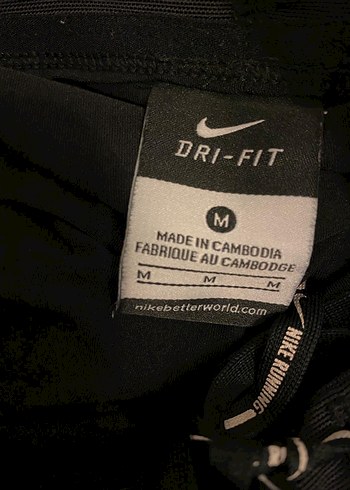 DRI-FIT
M
MADE IN CAMBODIA
FABRIQUE AU CAMBODGE
M M M
nikebetterworld.com
NIKE RUNNING